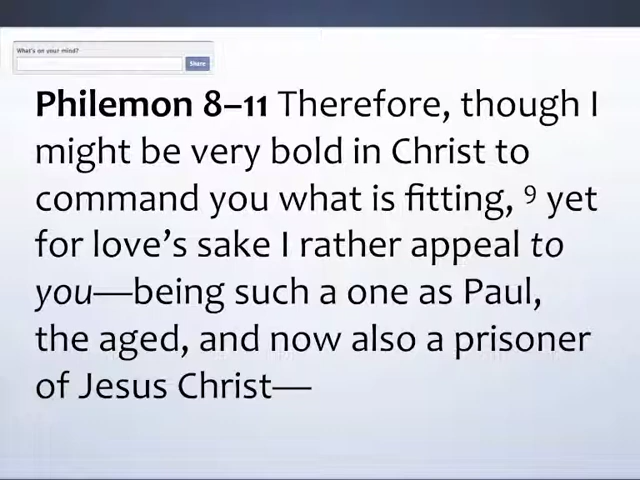 What's on your mind?
Share
Philemon 8–11 Therefore, though I
might be very bold in Christ to
command you what is fitting, ⁹ yet
for love’s sake I rather appeal to
you—being such a one as Paul,
the aged, and now also a prisoner
of Jesus Christ—